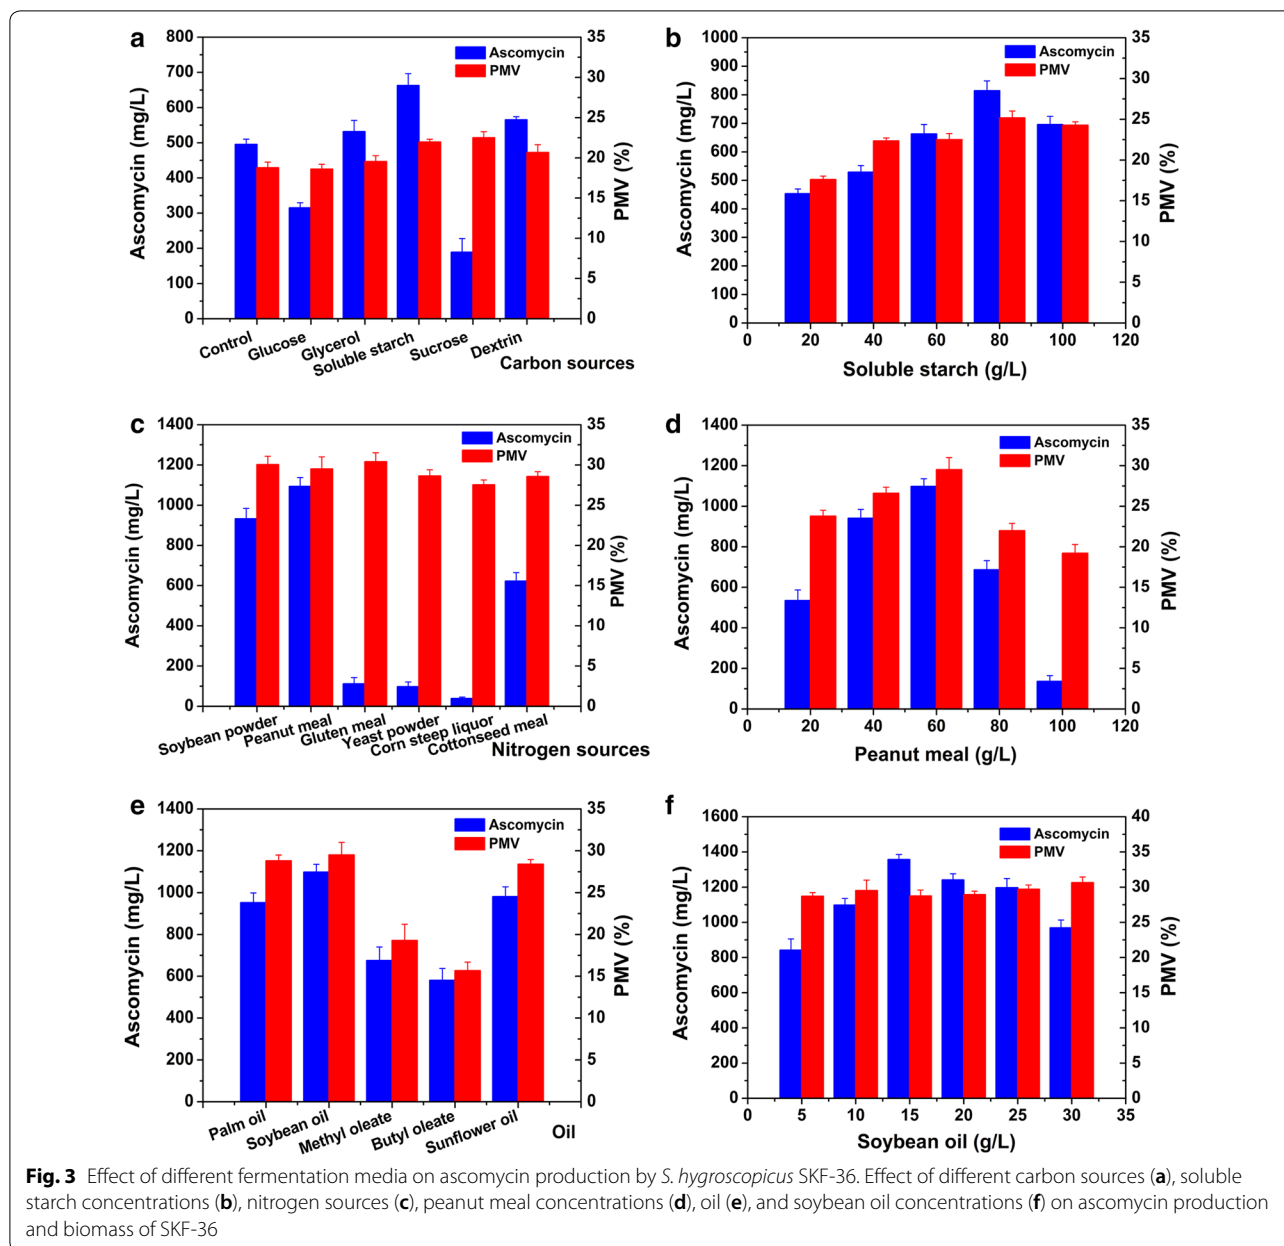 a
800
700
600
500
400
300
200
100
0
Ascomycin (mg/L)
35
30
25
20
15
10
5
0
PMV (%)
Ascomycin
PMV
Control
Glucose
Glycerol
Soluble starch
Sucrose
Dextrin
Carbon sources
b
1000
900
800
700
600
500
400
300
200
100
0
Ascomycin (mg/L)
35
30
25
20
15
10
5
0
PMV (%)
Ascomycin
PMV
0 20 40 60 80 100 120
Soluble starch (g/L)
c
1400
1200
1000
800
600
400
200
0
Ascomycin (mg/L)
35
30
25
20
15
10
5
0
PMV (%)
Ascomycin
PMV
Soybean powder
Peanut meal
Gluten meal
Yeast powder
Corn steep liquor
Cottonseed meal
Nitrogen sources
d
1400
1200
1000
800
600
400
200
0
Ascomycin (mg/L)
35
30
25
20
15
10
5
0
PMV (%)
Ascomycin
PMV
0 20 40 60 80 100 120
Peanut meal (g/L)
e
1400
1200
1000
800
600
400
200
0
Ascomycin (mg/L)
35
30
25
20
15
10
5
0
PMV (%)
Ascomycin
PMV
Palm oil
Soybean oil
Methyl oleate
Butyl oleate
Sunflower oil
Oil
f
1600
1400
1200
1000
800
600
400
200
0
Ascomycin (mg/L)
40
35
30
25
20
15
10
5
0
PMV (%)
Ascomycin
PMV
0 5 10 15 20 25 30 35
Soybean oil (g/L)
Fig. 3 Effect of different fermentation media on ascomycin production by S. hygroscopicus SKF-36. Effect of different carbon sources (a), soluble
starch concentrations (b), nitrogen sources (c), peanut meal concentrations (d), oil (e), and soybean oil concentrations (f) on ascomycin production
and biomass of SKF-36